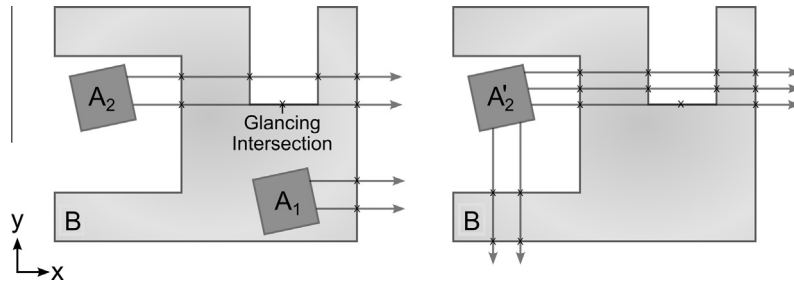 A2
Glancing
Intersection
A1
B
y
x
A'2
B